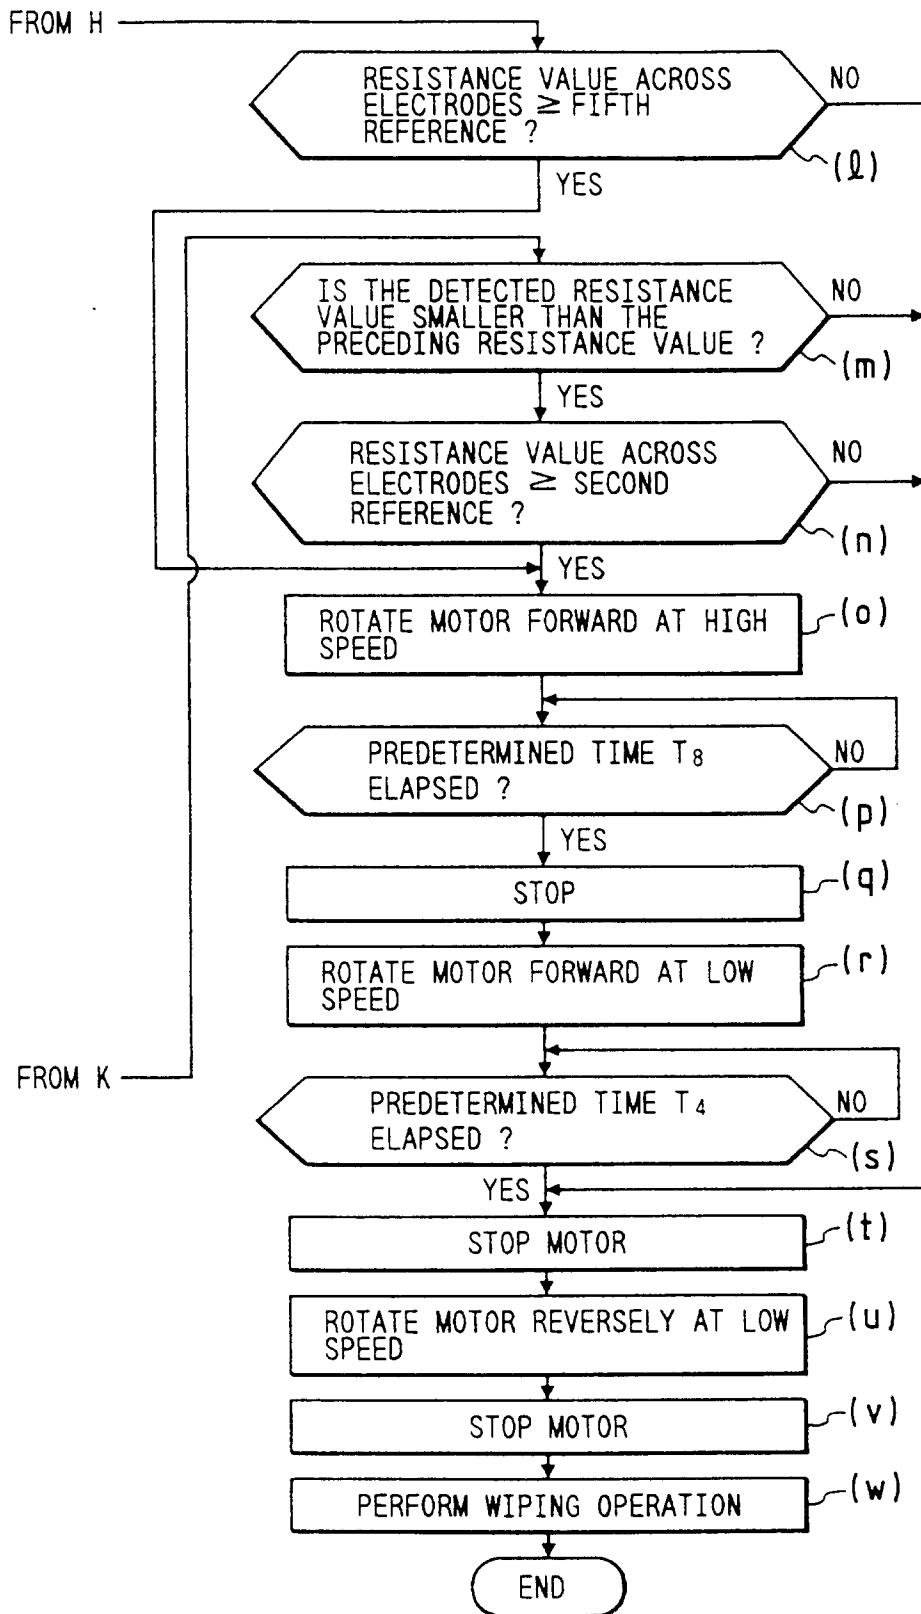 FROM H
RESISTANCE VALUE ACROSS
ELECTRODES ≧ FIFTH
REFERENCE ?
NO
(l)
YES
IS THE DETECTED RESISTANCE
VALUE SMALLER THAN THE
PRECEDING RESISTANCE VALUE ?
NO
(m)
YES
RESISTANCE VALUE ACROSS
ELECTRODES ≧ SECOND
REFERENCE ?
NO
(n)
YES
ROTATE MOTOR FORWARD AT HIGH
SPEED
(o)
PREDETERMINED TIME T8
ELAPSED ?
NO
(p)
YES
STOP
(q)
ROTATE MOTOR FORWARD AT LOW
SPEED
(r)
FROM K
PREDETERMINED TIME T4
ELAPSED ?
NO
(s)
YES
STOP MOTOR
(t)
ROTATE MOTOR REVERSELY AT LOW
SPEED
(u)
STOP MOTOR
(v)
PERFORM WIPING OPERATION
(w)
END